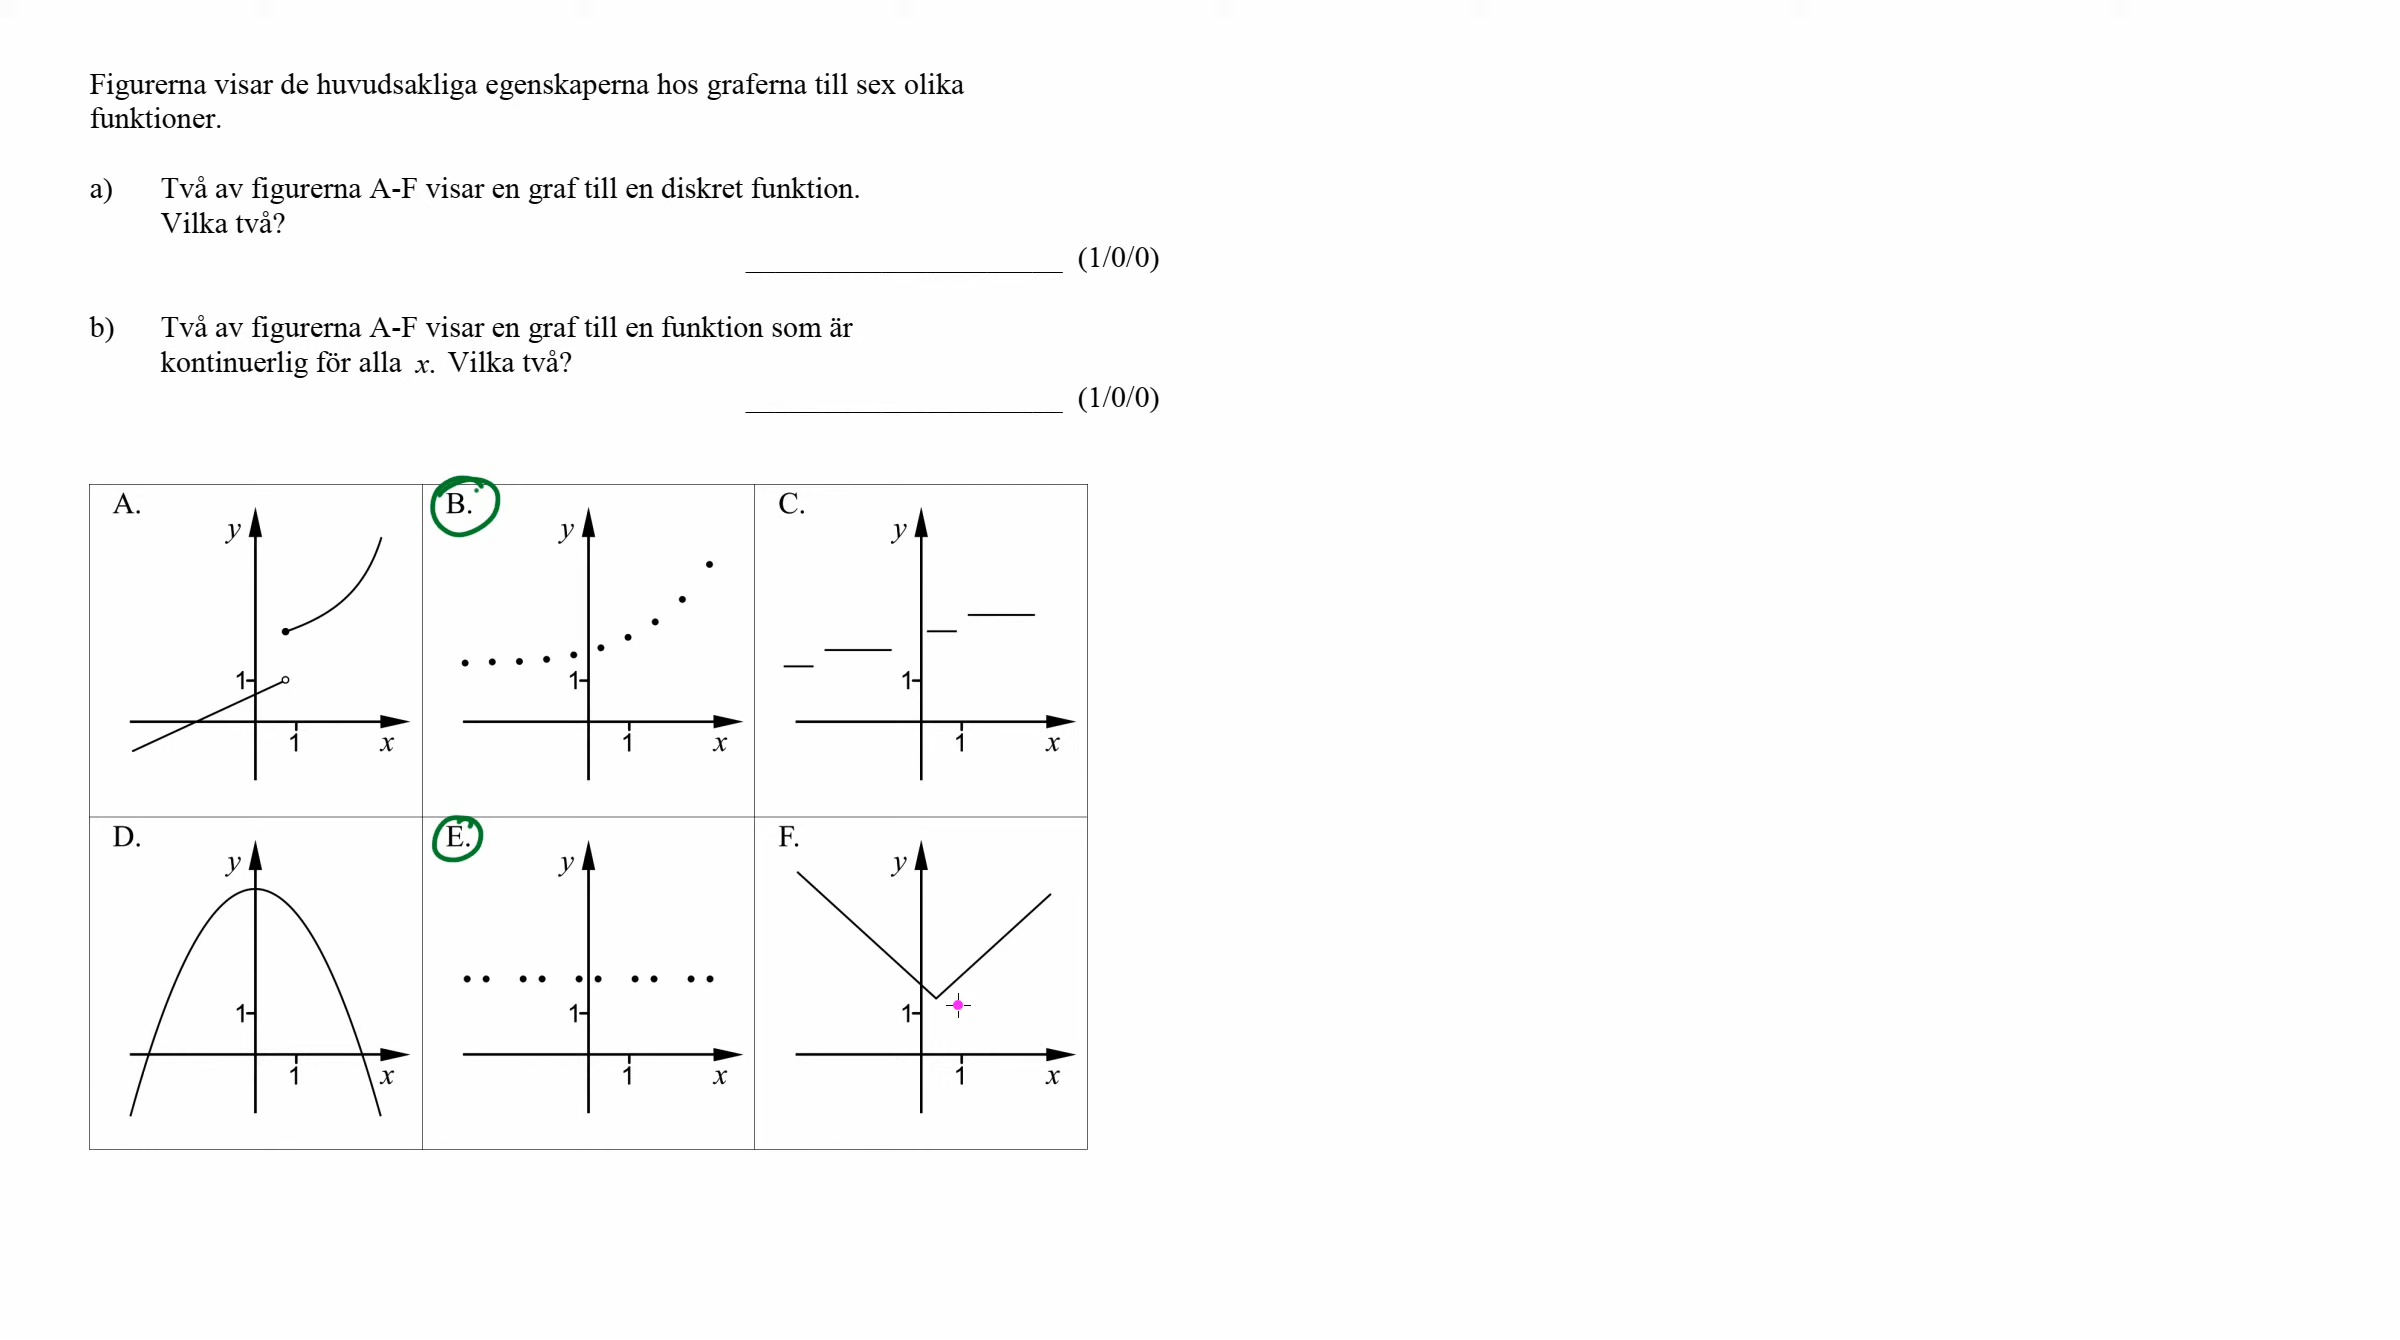 Figurerna visar de huvudsakliga egenskaperna hos graferna till sex olika
funktioner.
a) Två av figurerna A-F visar en graf till en diskret funktion.
Vilka två?
(1/0/0)
b) Två av figurerna A-F visar en graf till en funktion som är
kontinuerlig för alla x. Vilka två?
(1/0/0)
A.
y
1
1
x
B.
y
1
1
x
C.
y
1
1
x
D.
y
1
1
x
E.
y
1
1
x
F.
y
1
1
x